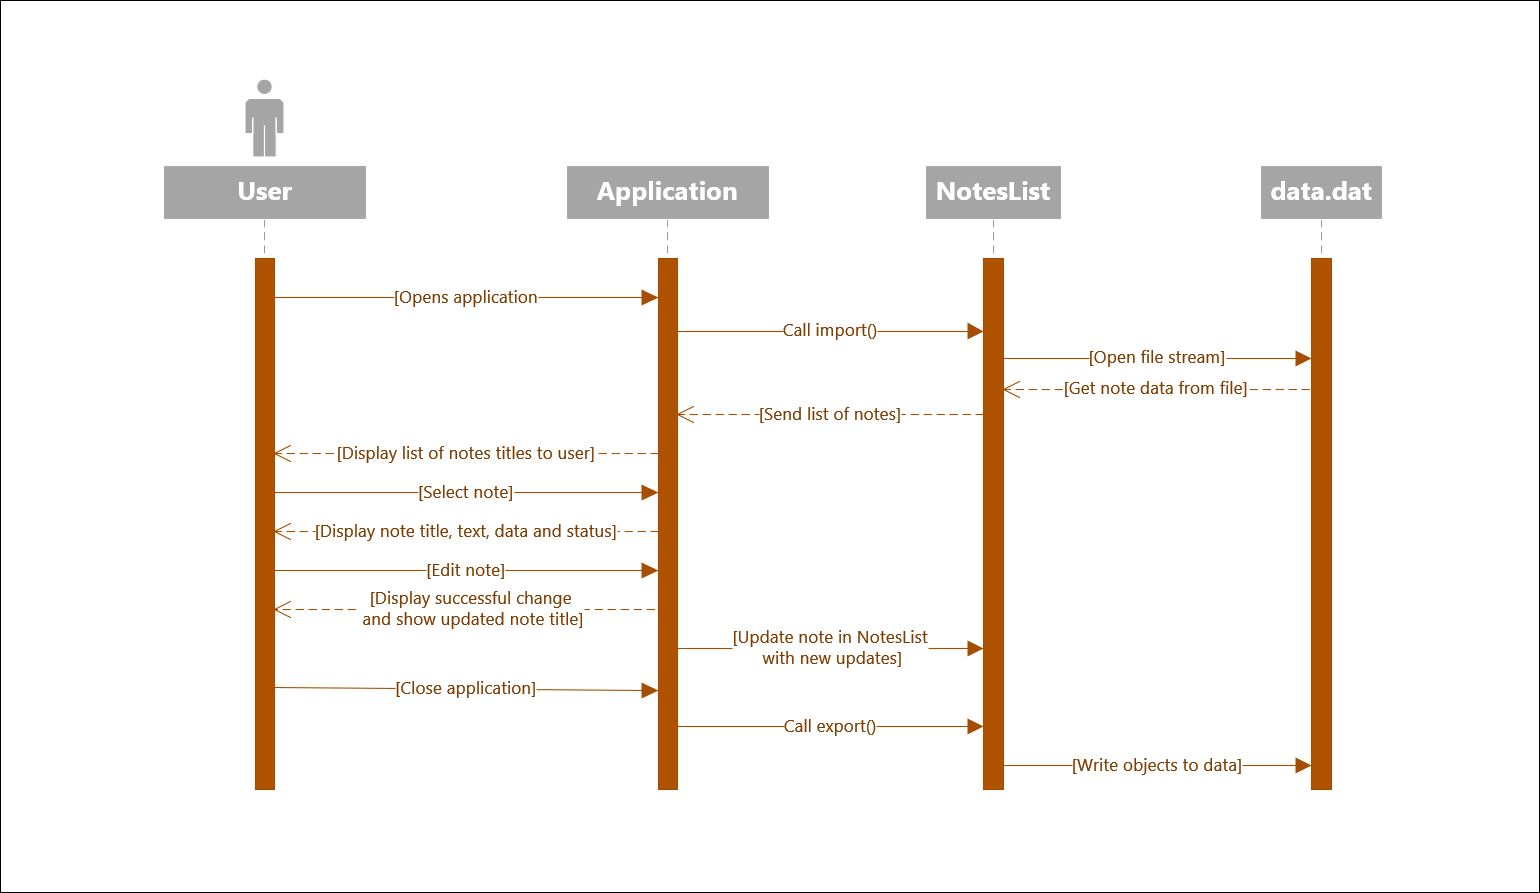 User
Application
NotesList
data.dat
[Opens application
Call import()
[Open file stream]
[Get note data from file]
[Send list of notes]
[Display list of notes titles to user]
[Select note]
[Display note title, text, data and status]
[Edit note]
[Display successful change
and show updated note title]
[Update note in NotesList
with new updates]
[Close application]
Call export()
[Write objects to data]